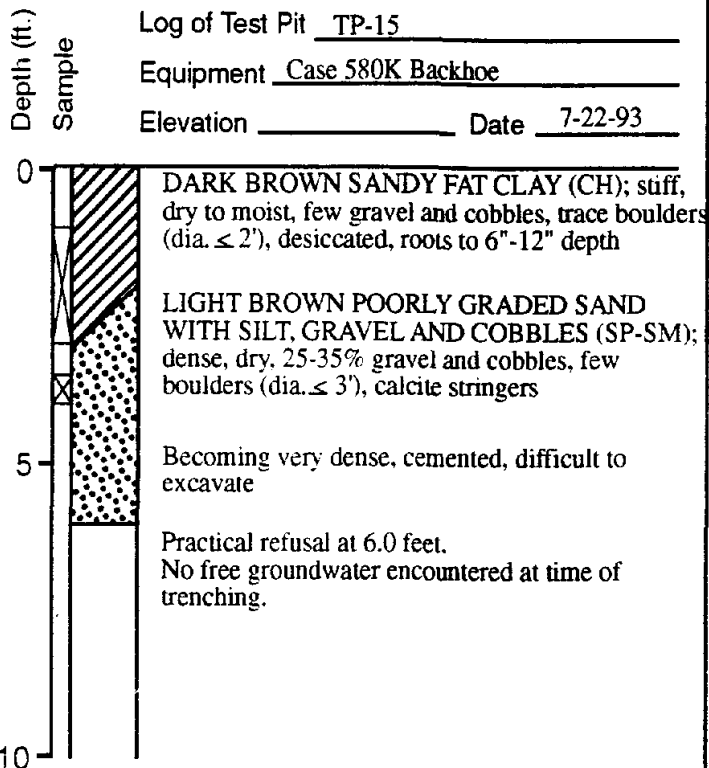 Depth (ft.)
Sample
Log of Test Pit TP-15
Equipment Case 580K Backhoe
Elevation Date 7-22-93
0
DARK BROWN SANDY FAT CLAY (CH); stiff,
dry to moist, few gravel and cobbles, trace boulders
(dia. ≤ 2'), desiccated, roots to 6"-12" depth
LIGHT BROWN POORLY GRADED SAND
WITH SILT, GRAVEL AND COBBLES (SP-SM);
dense, dry, 25-35% gravel and cobbles, few
boulders (dia. ≤ 3'), calcite stringers
5
Becoming very dense, cemented, difficult to
excavate
Practical refusal at 6.0 feet.
No free groundwater encountered at time of
trenching.
10